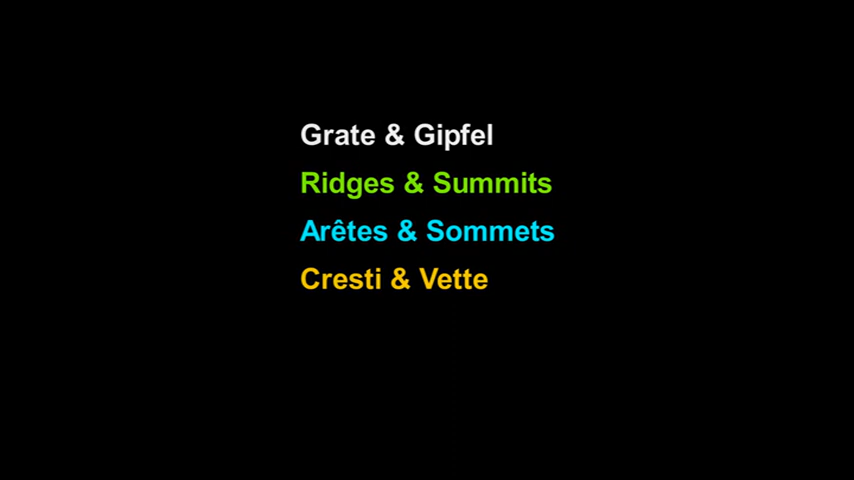 Grate & Gipfel
Ridges & Summits
Arêtes & Sommets
Cresti & Vette